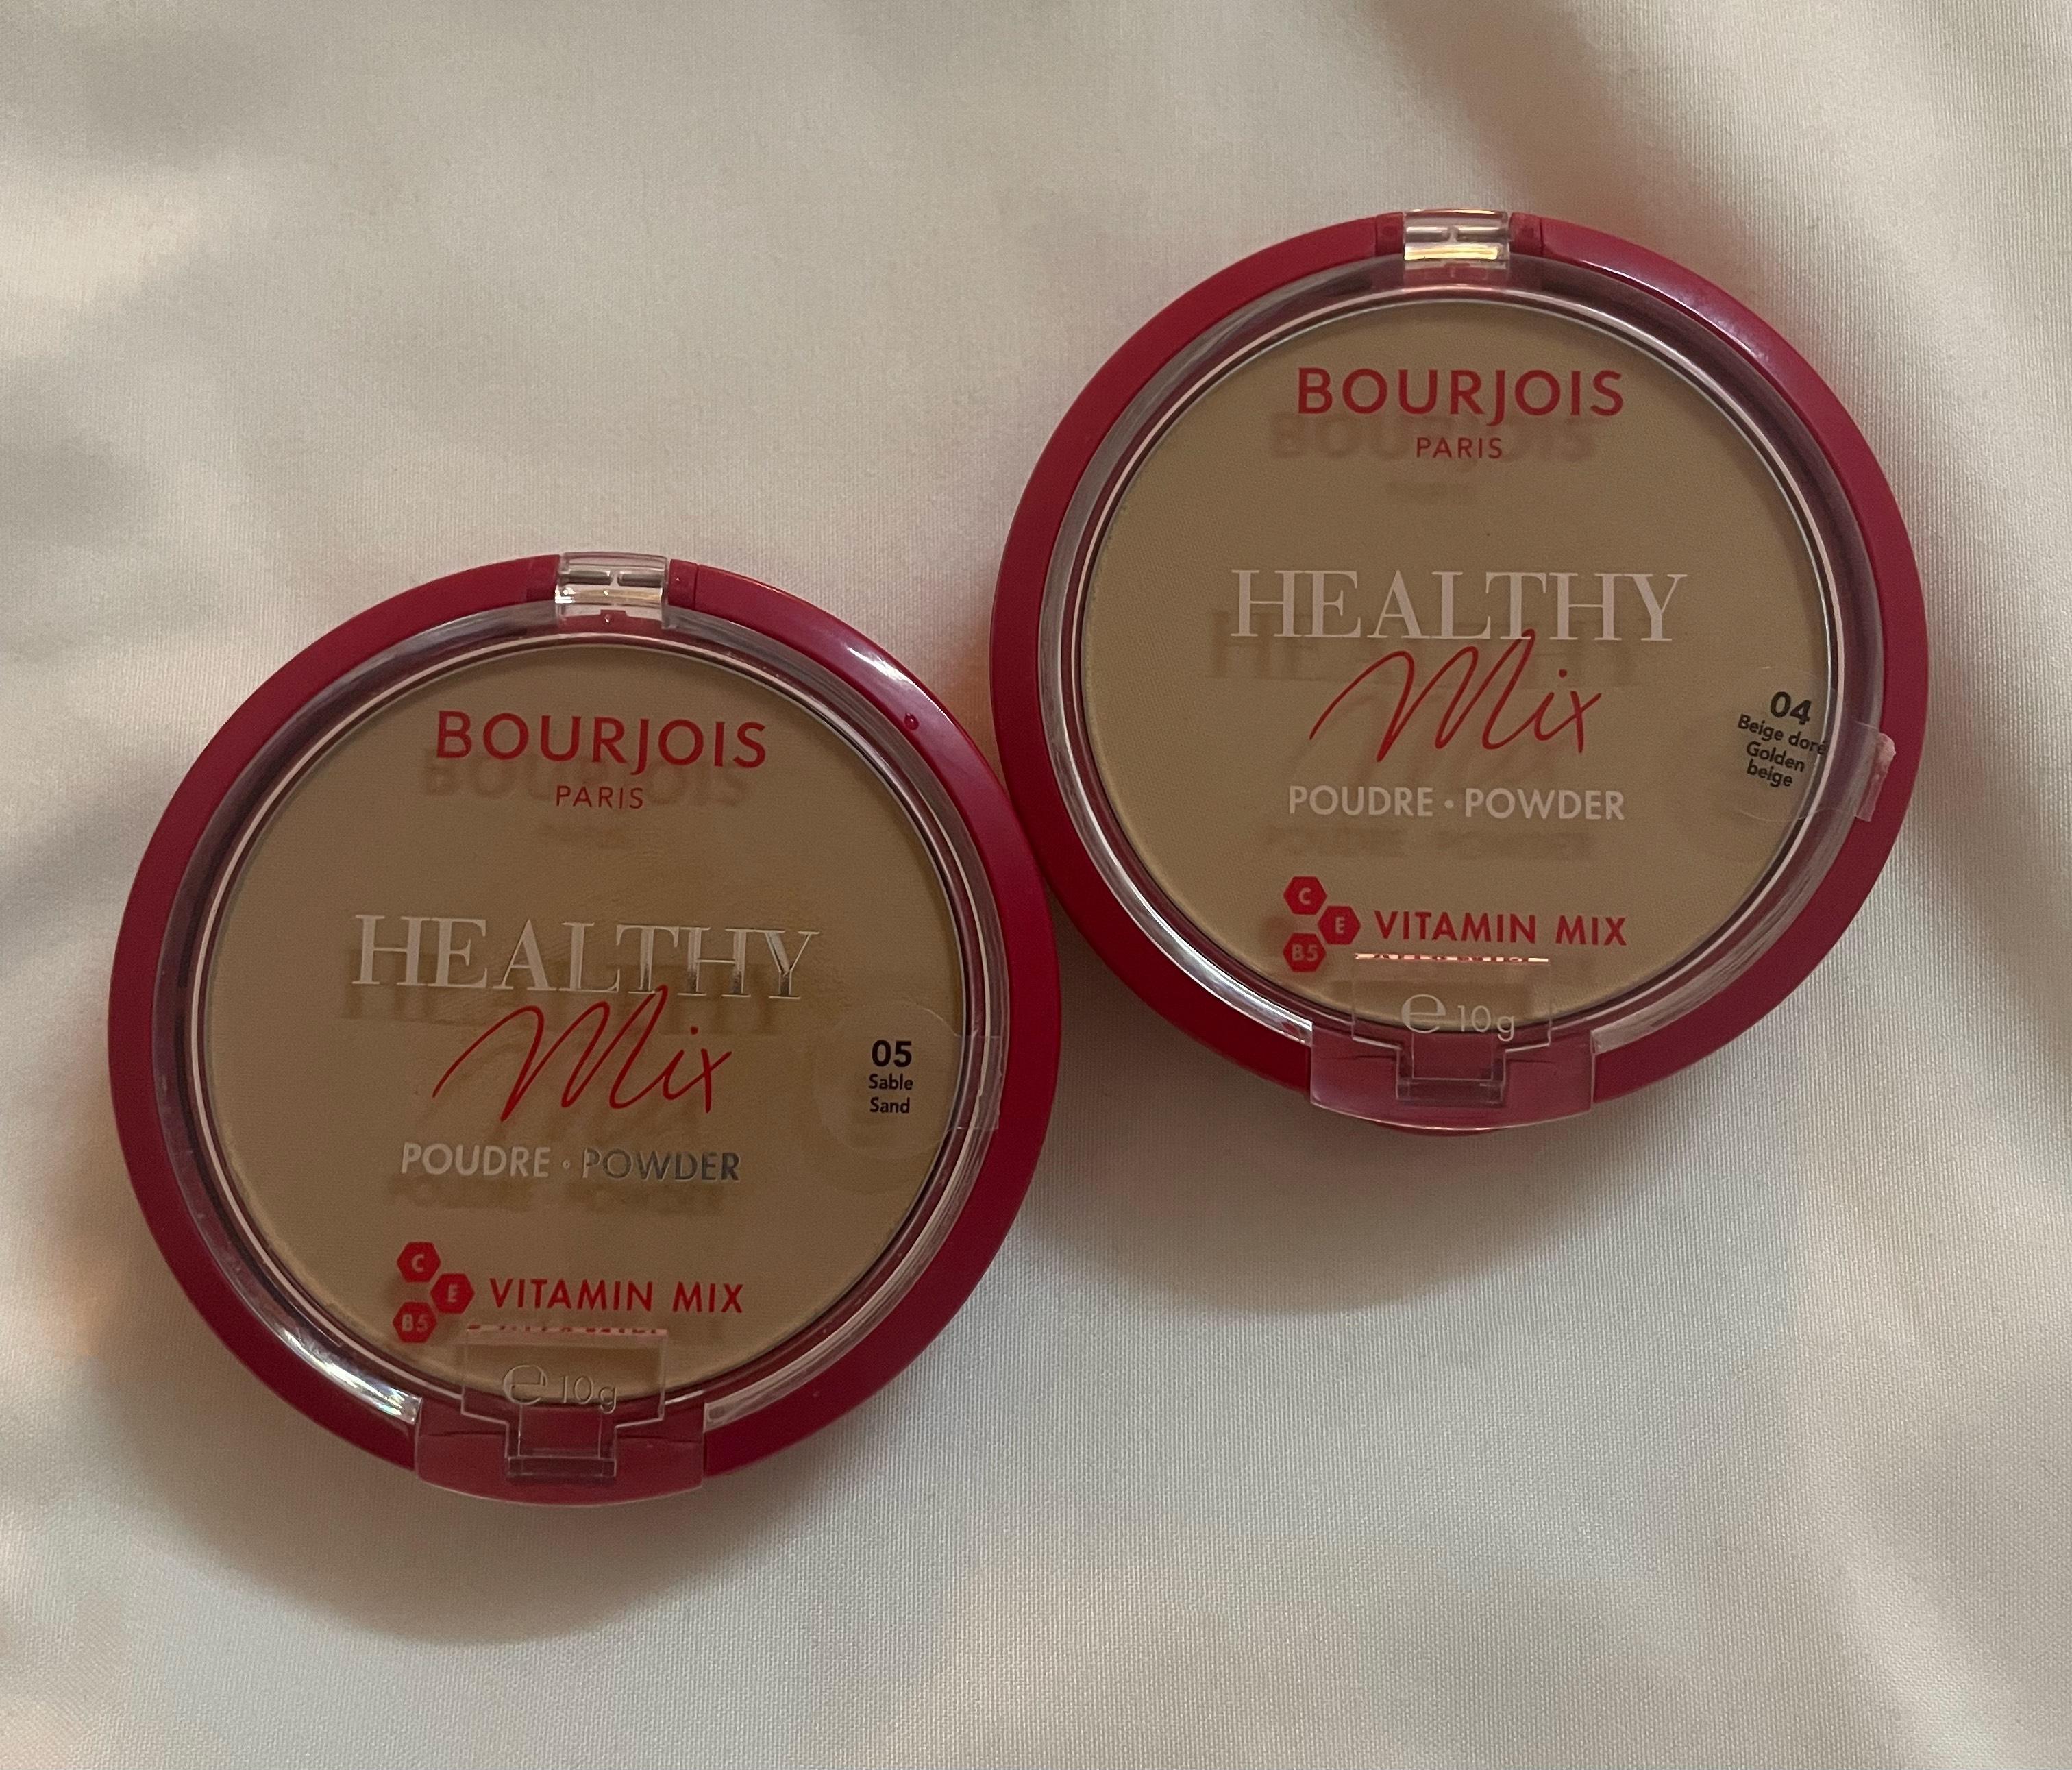 BOURJOIS
PARIS
HEALTHY
Mix
POUDRE • POWDER
05
Sable
Sand
C
E
B5
VITAMIN MIX
e 10g
BOURJOIS
PARIS
HEALTHY
Mix
POUDRE • POWDER
04
Beige doré
Golden
beige
C
E
B5
VITAMIN MIX
e 10g